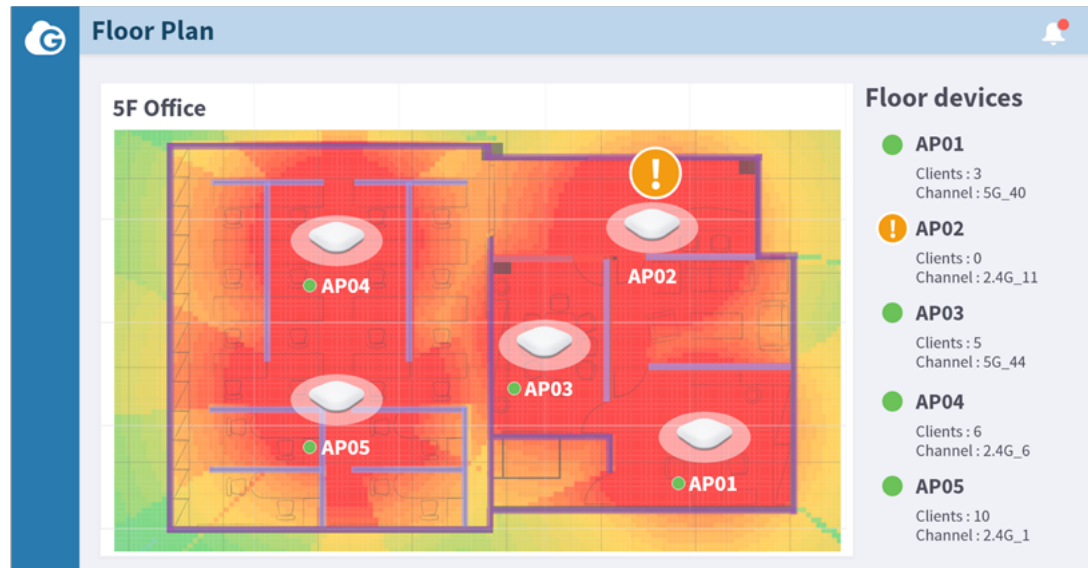 G
Floor Plan
5F Office
!
AP04
AP02
AP03
AP05
AP01
Floor devices
AP01
Clients : 3
Channel : 5G_40
!
AP02
Clients : 0
Channel : 2.4G_11
AP03
Clients : 5
Channel : 5G_44
AP04
Clients : 6
Channel : 2.4G_6
AP05
Clients : 10
Channel : 2.4G_1